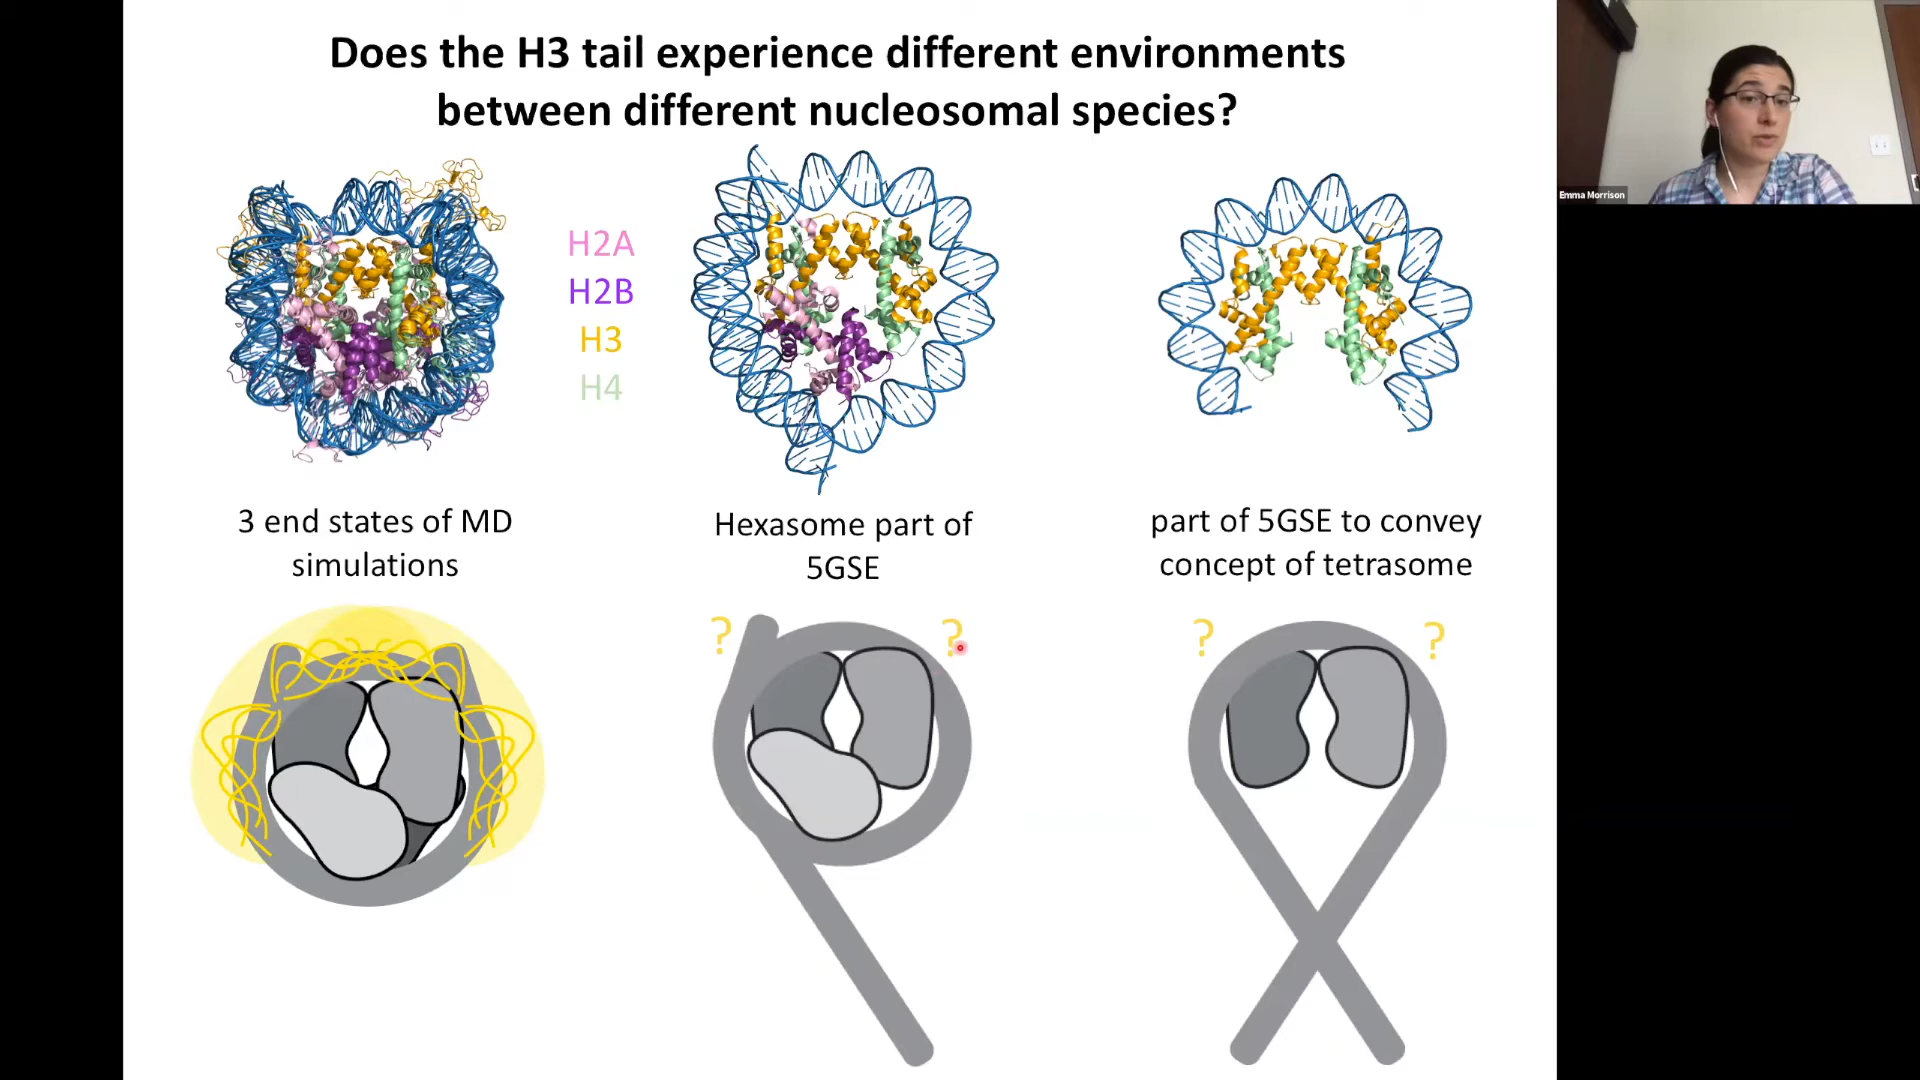 Does the H3 tail experience different environments
between different nucleosomal species?
H2A
H2B
H3
H4
3 end states of MD
simulations
Hexasome part of
5GSE
part of 5GSE to convey
concept of tetrasome
? ? ? ?
Emma Morrison